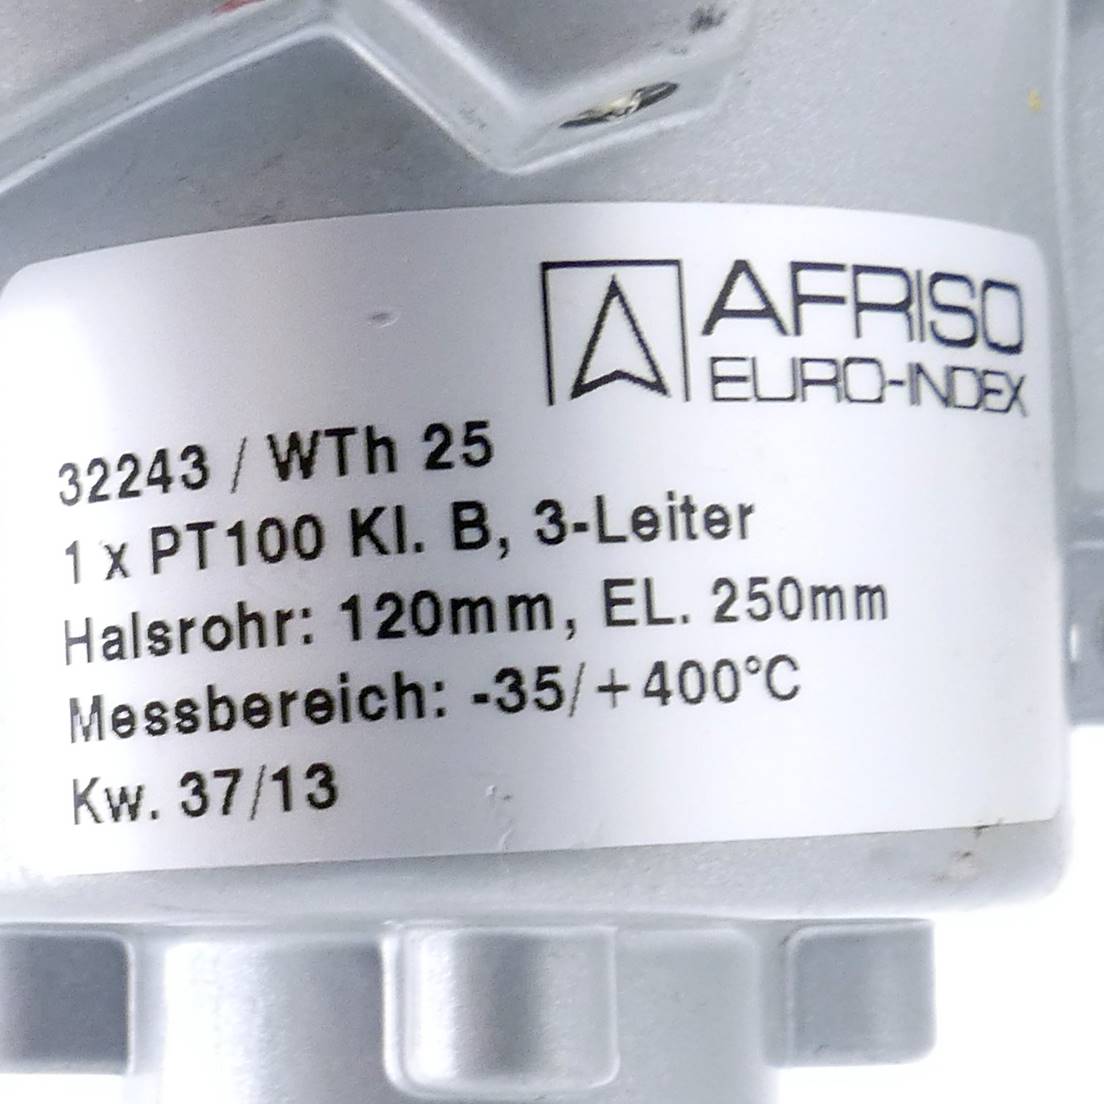 AFRISO
EURO-INDEX
32243 / WTh 25
1 x PT100 Kl. B, 3-Leiter
Halsrohr: 120mm, EL. 250mm
Messbereich: -35/+400°C
Kw. 37/13